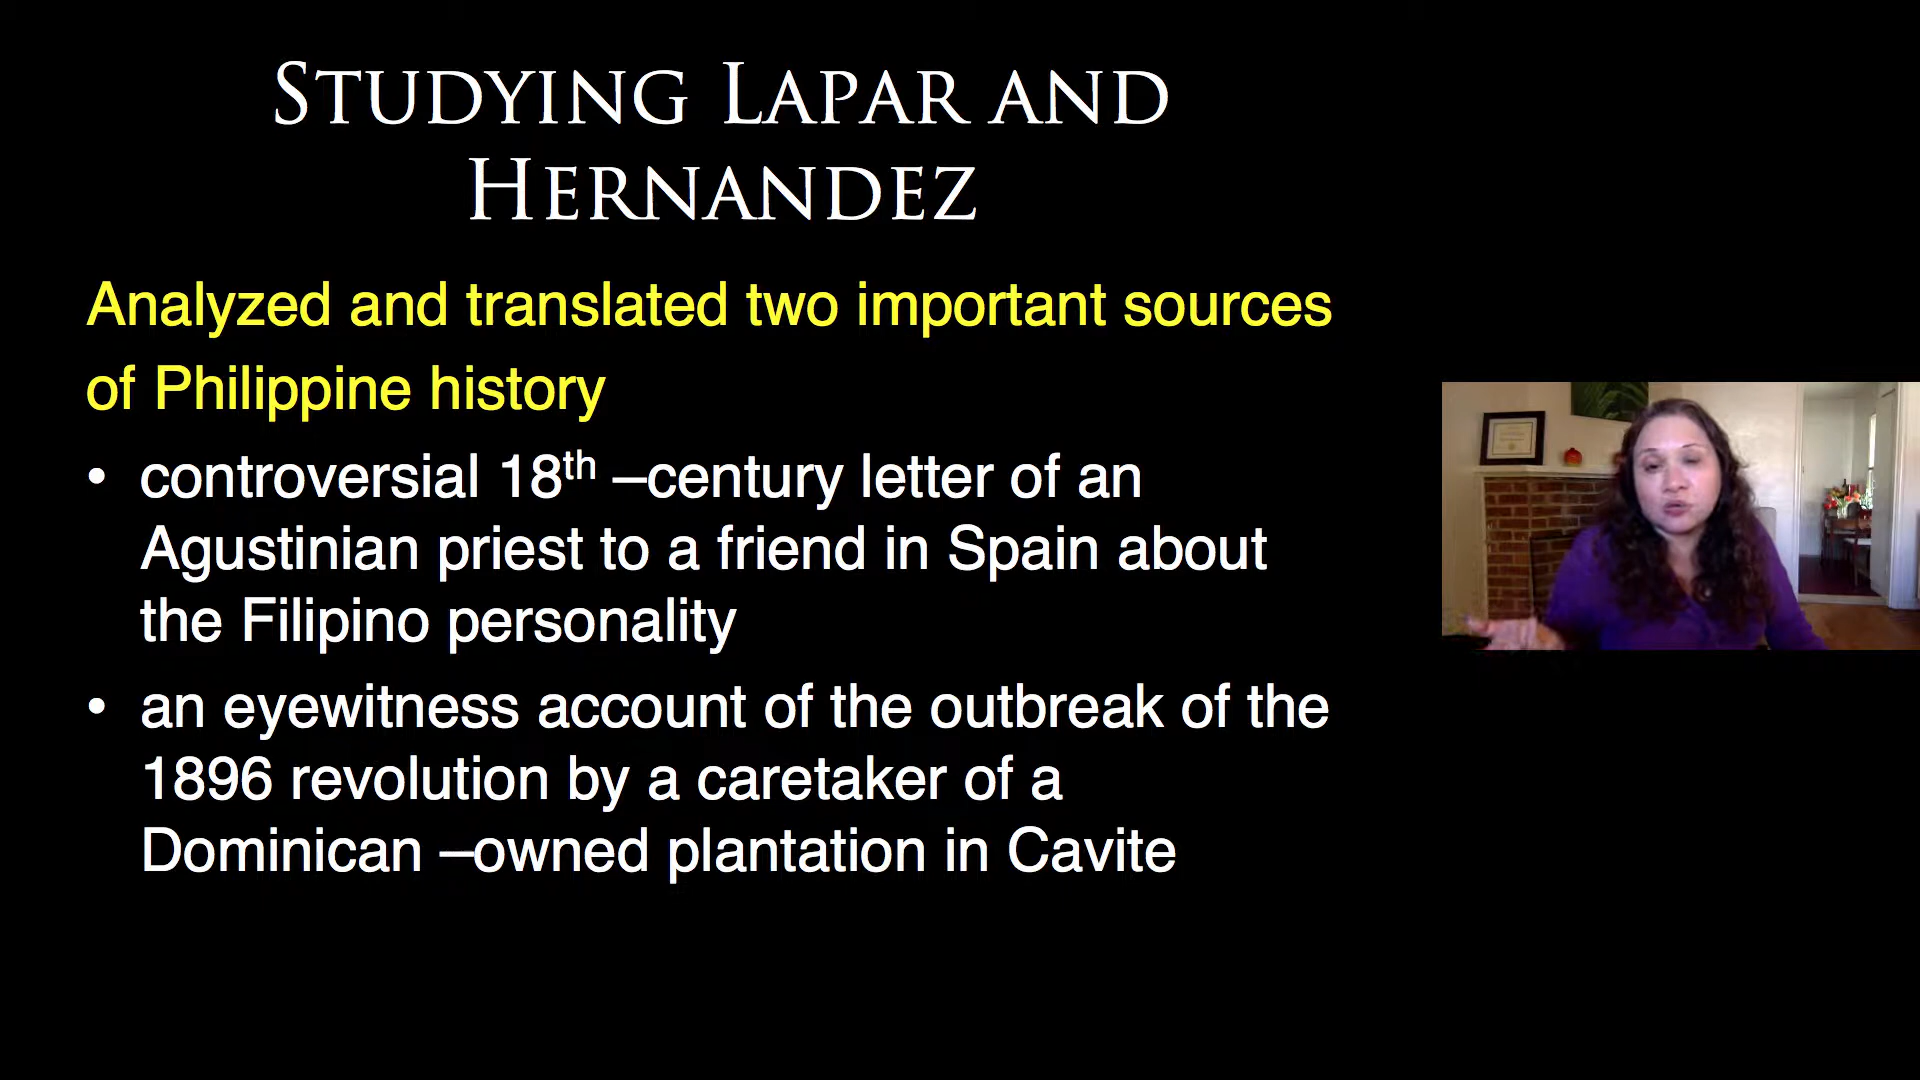 STUDYING LAPAR AND
HERNANDEZ
Analyzed and translated two important sources
of Philippine history
• controversial 18th –century letter of an
Agustinian priest to a friend in Spain about
the Filipino personality
• an eyewitness account of the outbreak of the
1896 revolution by a caretaker of a
Dominican –owned plantation in Cavite